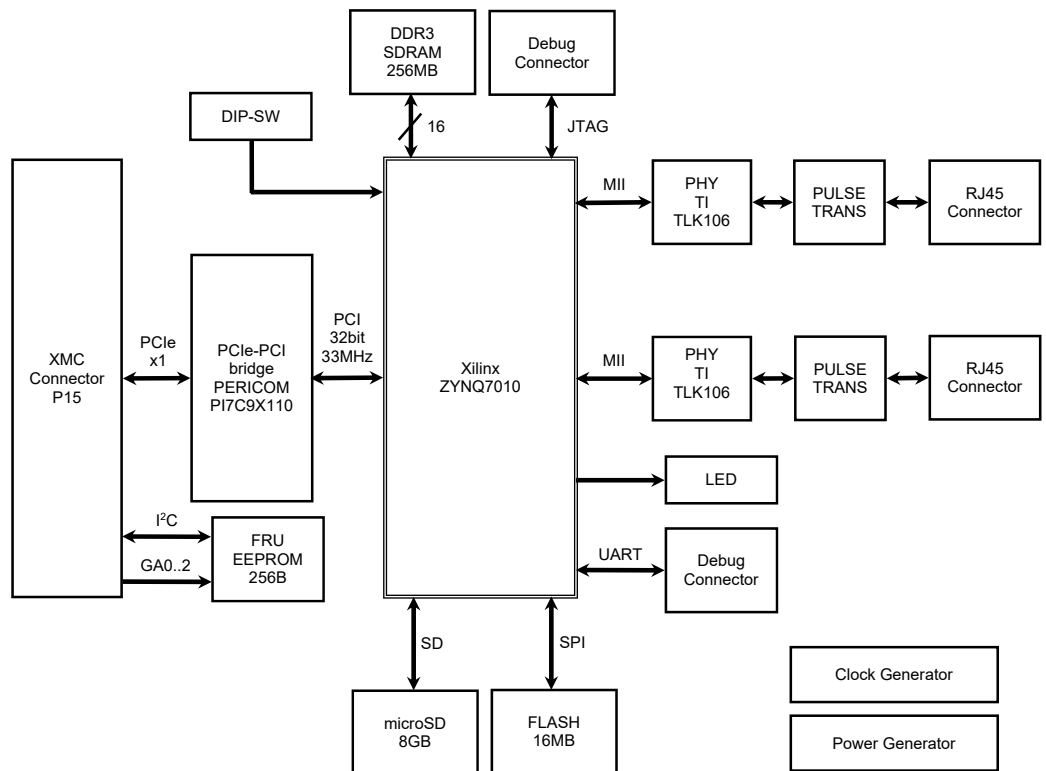 DDR3
SDRAM
256MB
Debug
Connector
DIP-SW
16
JTAG
MII
PHY
TI
TLK106
PULSE
TRANS
RJ45
Connector
XMC
Connector
P15
PCIe
x1
PCIe-PCI
bridge
PERICOM
PI7C9X110
PCI
32bit
33MHz
Xilinx
ZYNQ7010
MII
PHY
TI
TLK106
PULSE
TRANS
RJ45
Connector
LED
I²C
GA0..2
FRU
EEPROM
256B
UART
Debug
Connector
SD
SPI
microSD
8GB
FLASH
16MB
Clock Generator
Power Generator